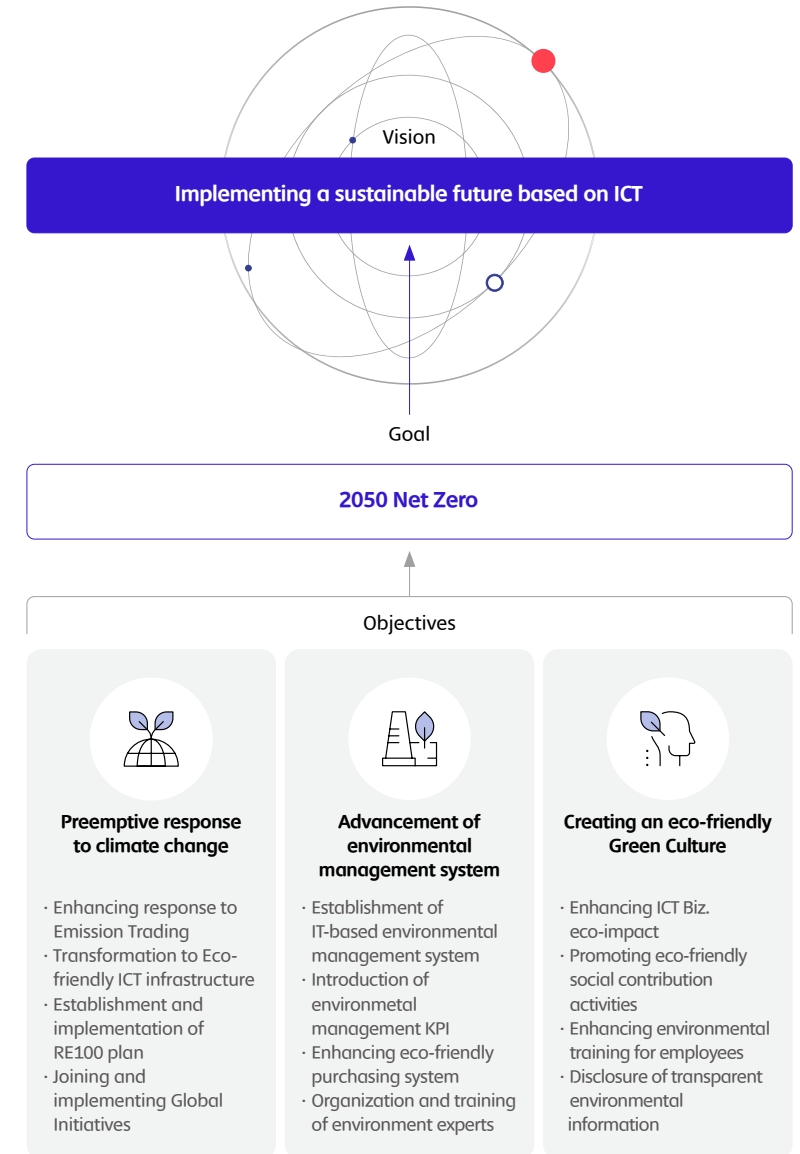 Vision
Implementing a sustainable future based on ICT
Goal
2050 Net Zero
Objectives
Preemptive response
to climate change
· Enhancing response to
Emission Trading
· Transformation to Eco-
friendly ICT infrastructure
· Establishment and
implementation of
RE100 plan
· Joining and
implementing Global
Initiatives
Advancement of
environmental
management system
· Establishment of
IT-based environmental
management system
· Introduction of
environmetal
management KPI
· Enhancing eco-friendly
purchasing system
· Organization and training
of environment experts
Creating an eco-friendly
Green Culture
· Enhancing ICT Biz.
eco-impact
· Promoting eco-friendly
social contribution
activities
· Enhancing environmental
training for employees
· Disclosure of transparent
environmental
information